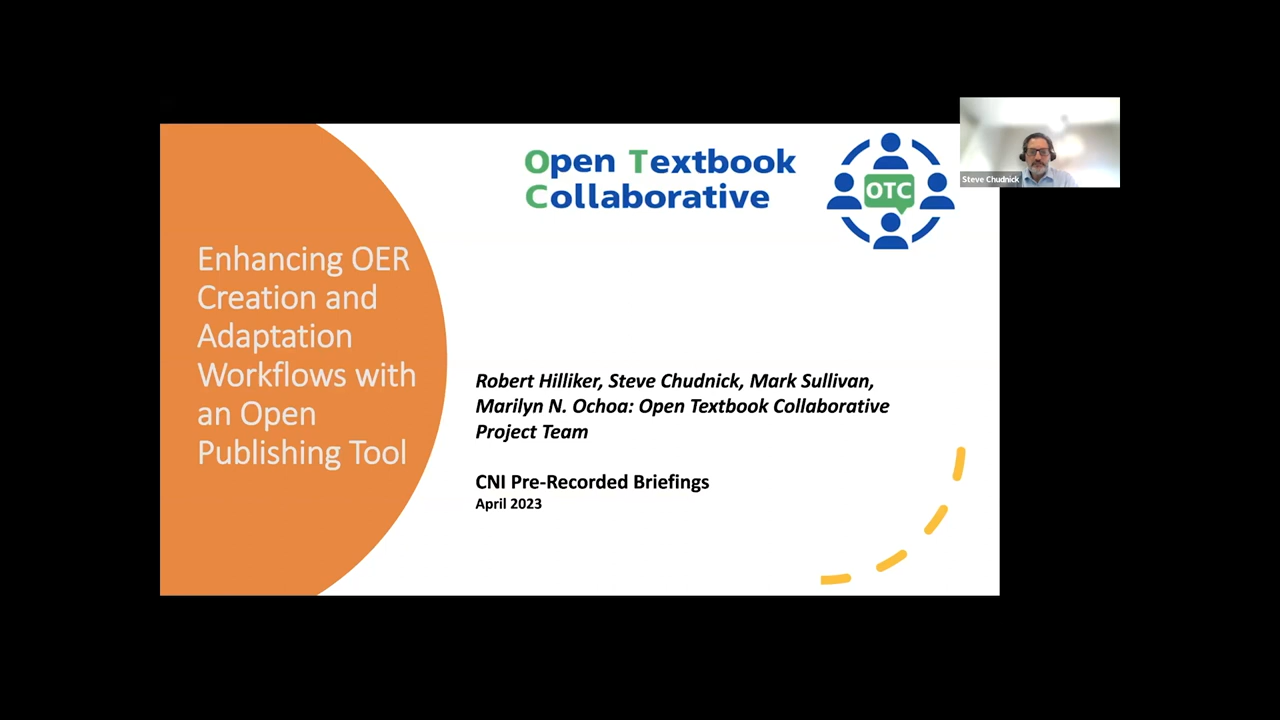 Open Textbook
Collaborative
OTC
Steve Chudnick
Enhancing OER
Creation and
Adaptation
Workflows with
an Open
Publishing Tool
Robert Hilliker, Steve Chudnick, Mark Sullivan,
Marilyn N. Ochoa: Open Textbook Collaborative
Project Team
CNI Pre-Recorded Briefings
April 2023